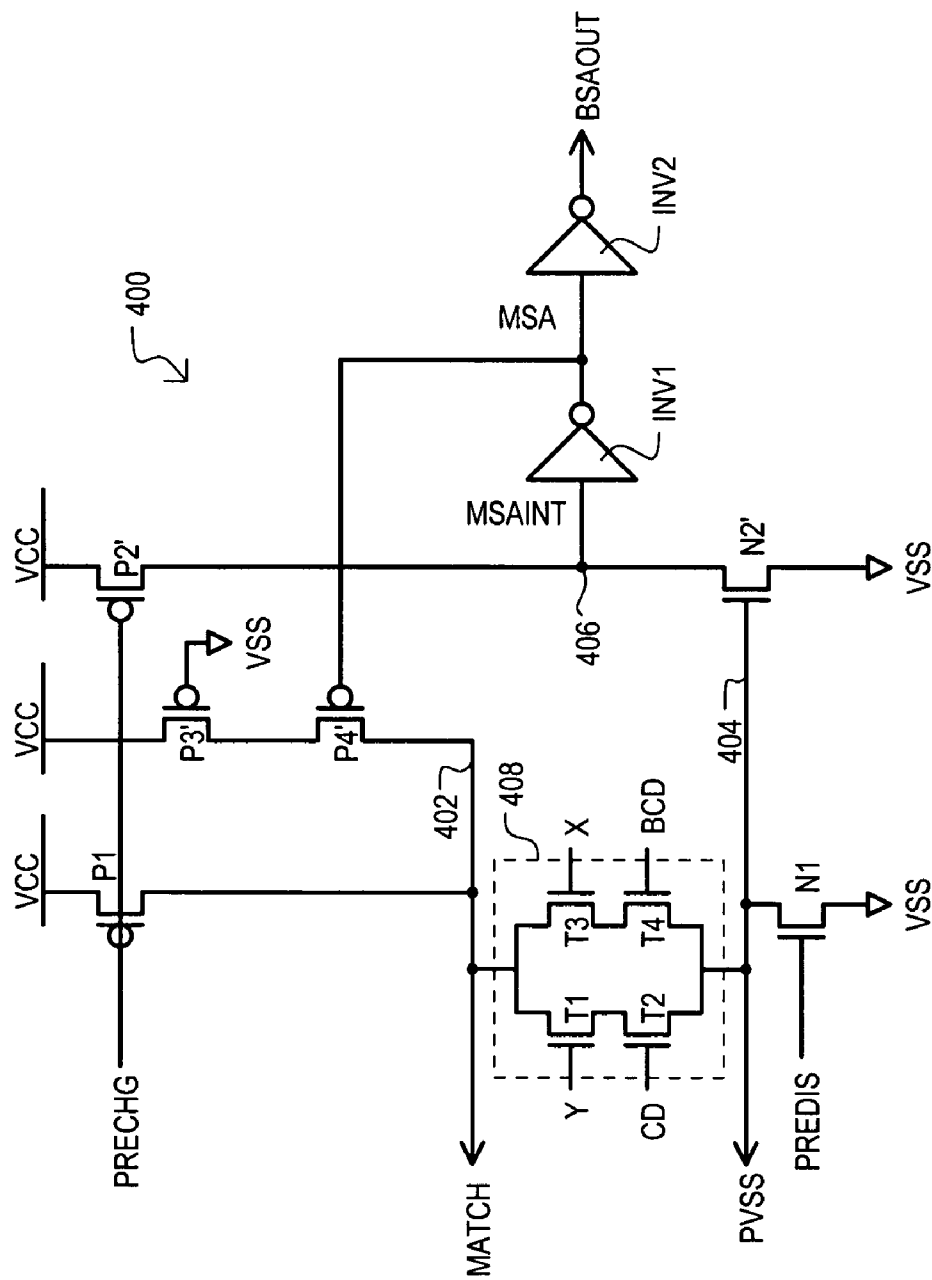 400
VCC
VCC
VCC
P1
P2'
PRECHG
P3'
VSS
P4'
402
MATCH
408
Y
T1
T3
X
CD
T2
T4
BCD
404
PVSS
PREDIS
N1
VSS
N2'
VSS
406
MSAINT
INV1
MSA
INV2
BSAOUT